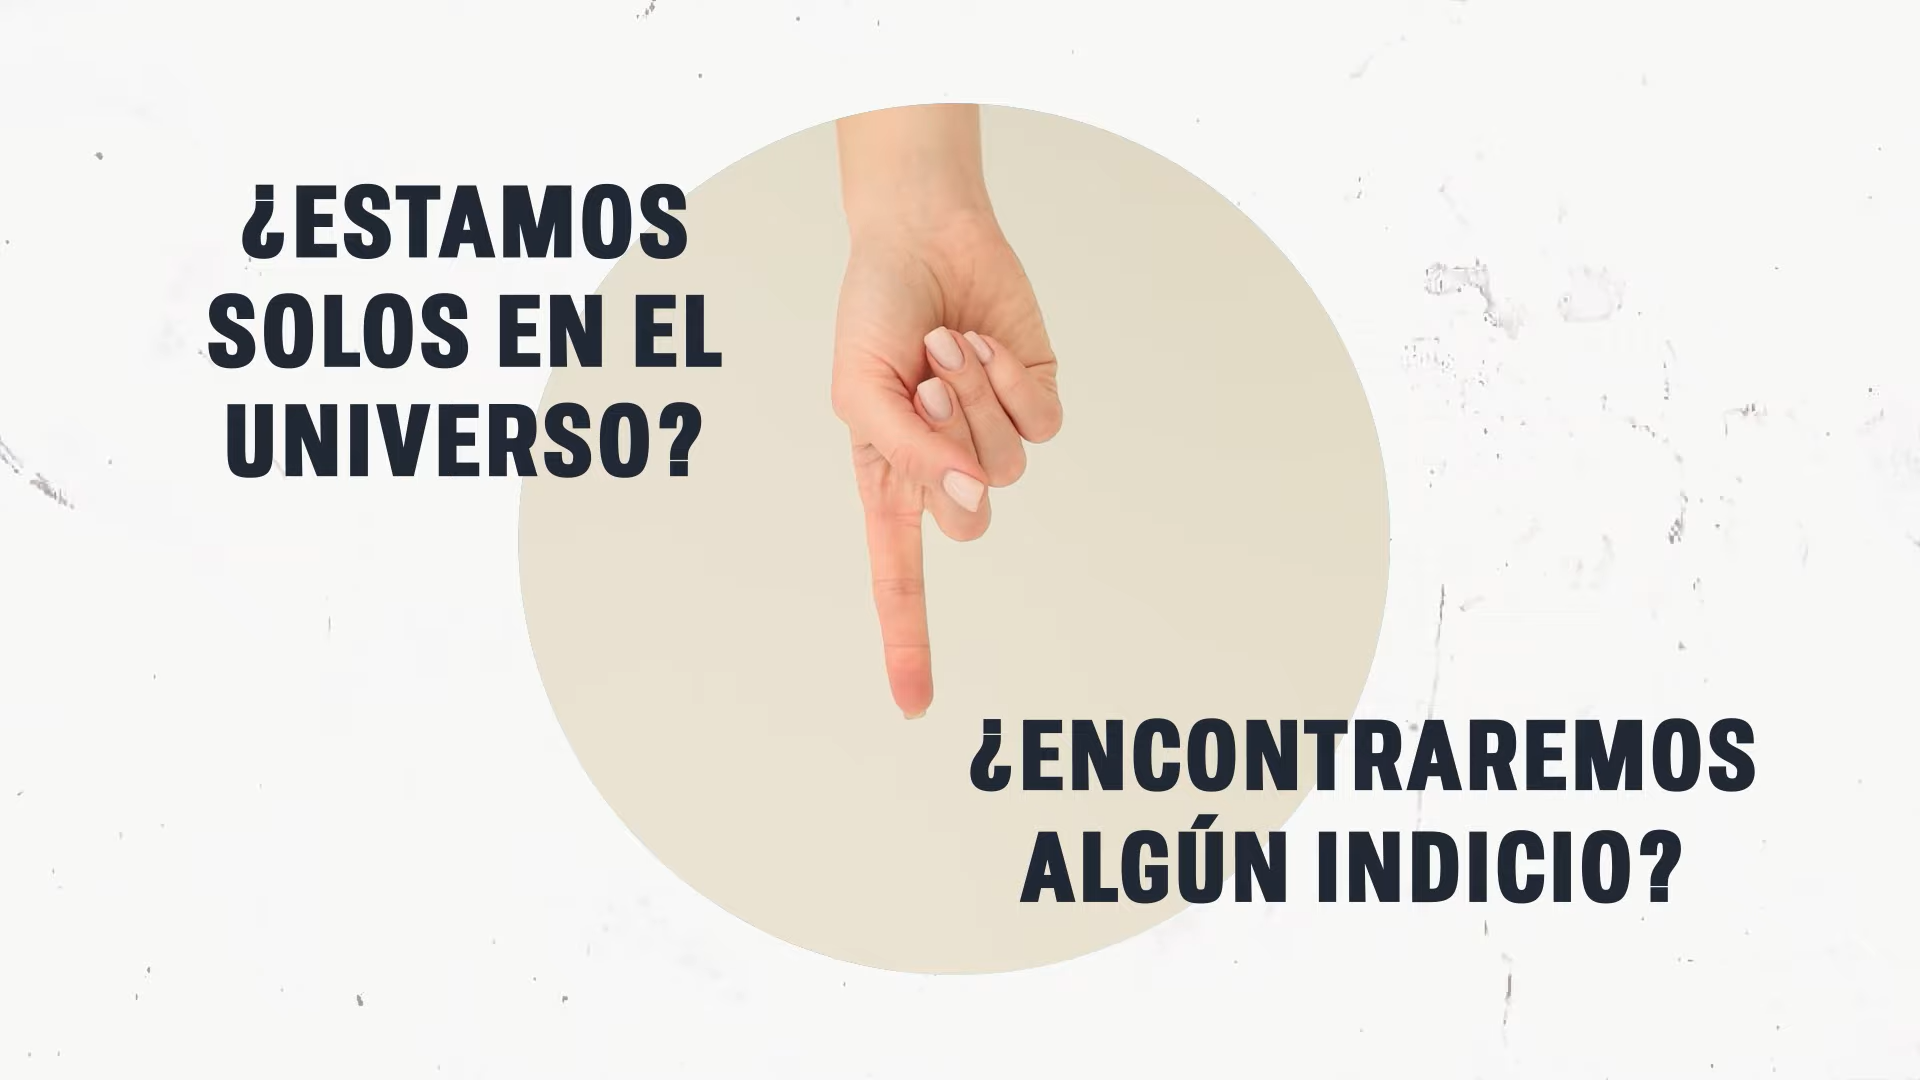 ¿ESTAMOS
SOLOS EN EL
UNIVERSO?
¿ENCONTRAREMOS
ALGÚN INDICIO?